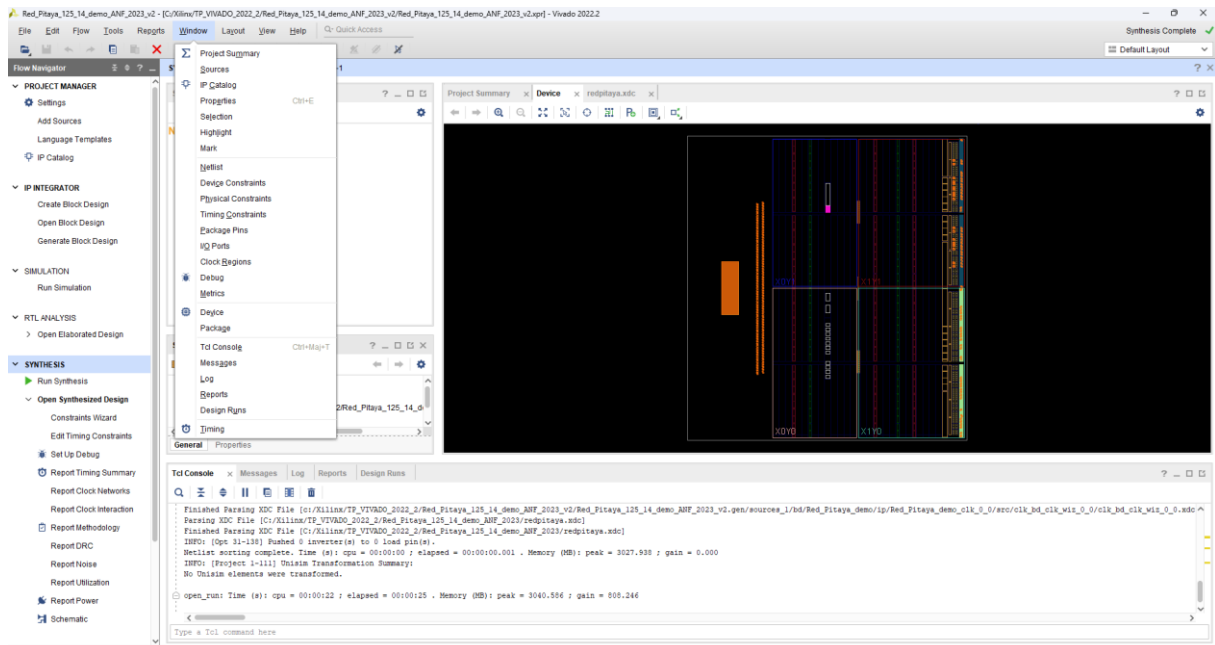 Red_Pitaya_125_14_demo_ANF_2023_v2 - [C:/Xilinx/TP_VIVADO_2022_2/Red_Pitaya_125_14_demo_ANF_2023_v2/Red_Pitaya_125_14_demo_ANF_2023_v2.xpr] - Vivado 2022.2
File Edit Flow Tools Reports Window Layout View Help Q- Quick Access
Synthesis Complete
Default Layout
Flow Navigator
PROJECT MANAGER
Settings
Add Sources
Language Templates
IP Catalog
IP INTEGRATOR
Create Block Design
Open Block Design
Generate Block Design
SIMULATION
Run Simulation
RTL ANALYSIS
Open Elaborated Design
SYNTHESIS
Run Synthesis
Open Synthesized Design
Constraints Wizard
Edit Timing Constraints
Set Up Debug
Report Timing Summary
Report Clock Networks
Report Clock Interaction
Report Methodology
Report DRC
Report Noise
Report Utilization
Report Power
Schematic
Project Summary
Sources
IP Catalog
Properties Ctrl+E
Selection
Highlight
Mark
Netlist
Device Constraints
Physical Constraints
Timing Constraints
Package Pins
I/O Ports
Clock Regions
Debug
Metrics
Device
Package
Tcl Console Ctrl+Maj+T
Messages
Log
Reports
Design Runs
Timing
-1
2/Red_Pitaya_125_14_d
General Properties
Project Summary Device redpitaya.xdc
X0Y1 X1Y1
X0Y0 X1Y0
Tcl Console Messages Log Reports Design Runs
Finished Parsing XDC File [c:/Xilinx/TP_VIVADO_2022_2/Red_Pitaya_125_14_demo_ANF_2023_v2/Red_Pitaya_125_14_demo_ANF_2023_v2.gen/sources_1/bd/Red_Pitaya_demo/ip/Red_Pitaya_demo_clk_0_0/src/clk_bd_clk_wiz_0_0/clk_bd_clk_wiz_0_0.xdc
Parsing XDC File [C:/Xilinx/TP_VIVADO_2022_2/Red_Pitaya_125_14_demo_ANF_2023/redpitaya.xdc]
Finished Parsing XDC File [C:/Xilinx/TP_VIVADO_2022_2/Red_Pitaya_125_14_demo_ANF_2023/redpitaya.xdc]
INFO: [Opt 31-138] Pushed 0 inverter(s) to 0 load pin(s).
Netlist sorting complete. Time (s): cpu = 00:00:00 ; elapsed = 00:00:00.001 . Memory (MB): peak = 3027.938 ; gain = 0.000
INFO: [Project 1-111] Unisim Transformation Summary:
No Unisim elements were transformed.
open_run: Time (s): cpu = 00:00:22 ; elapsed = 00:00:25 . Memory (MB): peak = 3040.586 ; gain = 808.246
Type a Tcl command here